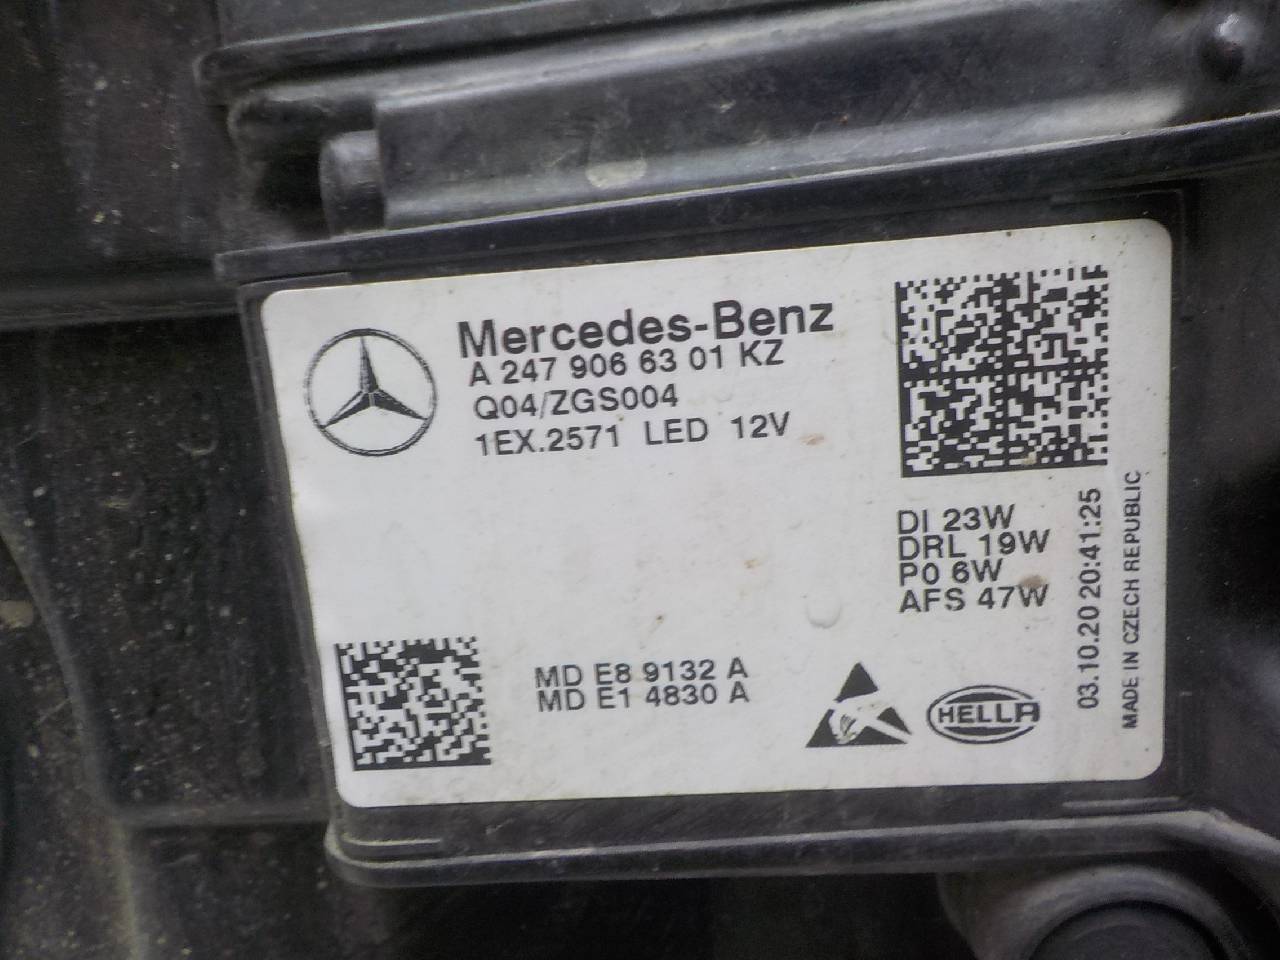 Mercedes-Benz
A 247 906 63 01 KZ
Q04/ZGS004
1EX.2571 LED 12V
DI 23W
DRL 19W
PO 6W
AFS 47W
03.10.20 20:41:25
MADE IN CZECH REPUBLIC
MD E8 9132 A
MD E1 4830 A
HELLA